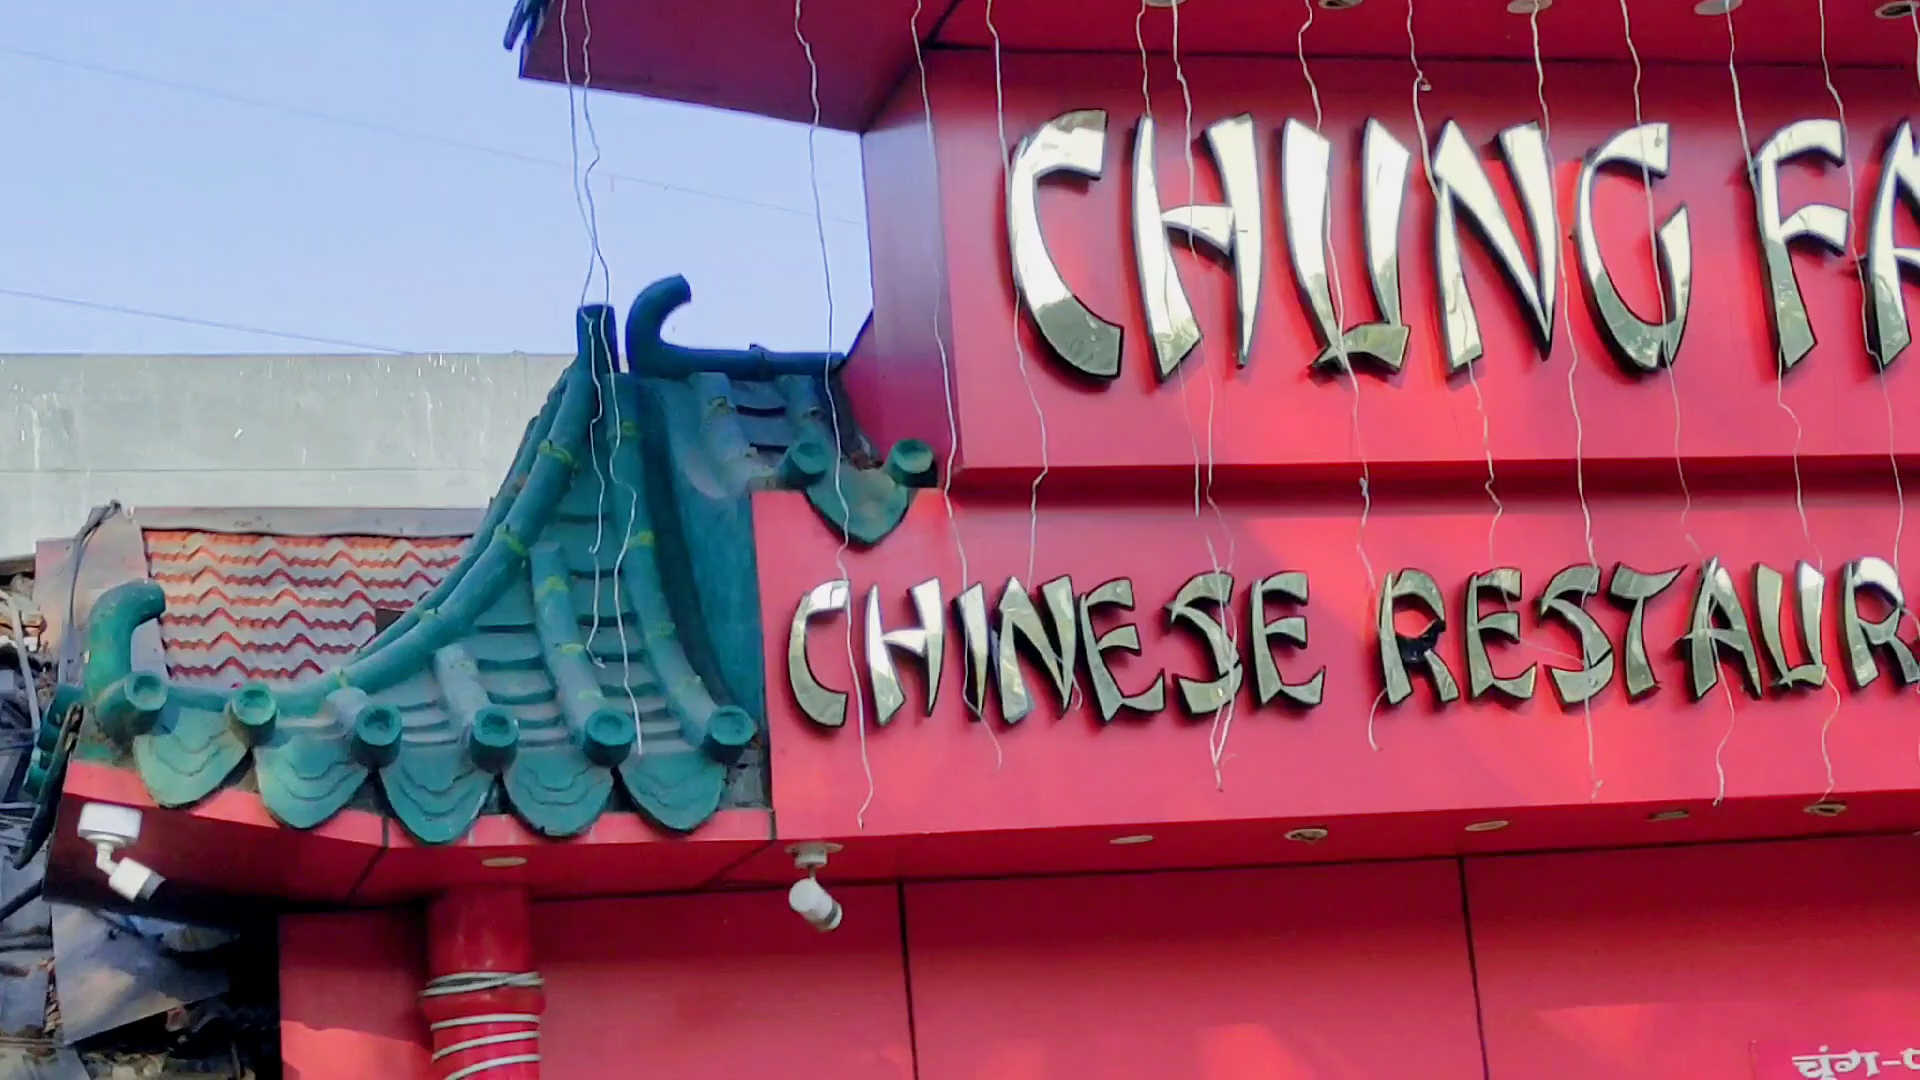 CHUNG FA
CHINESE RESTAUR
चूंग-फ